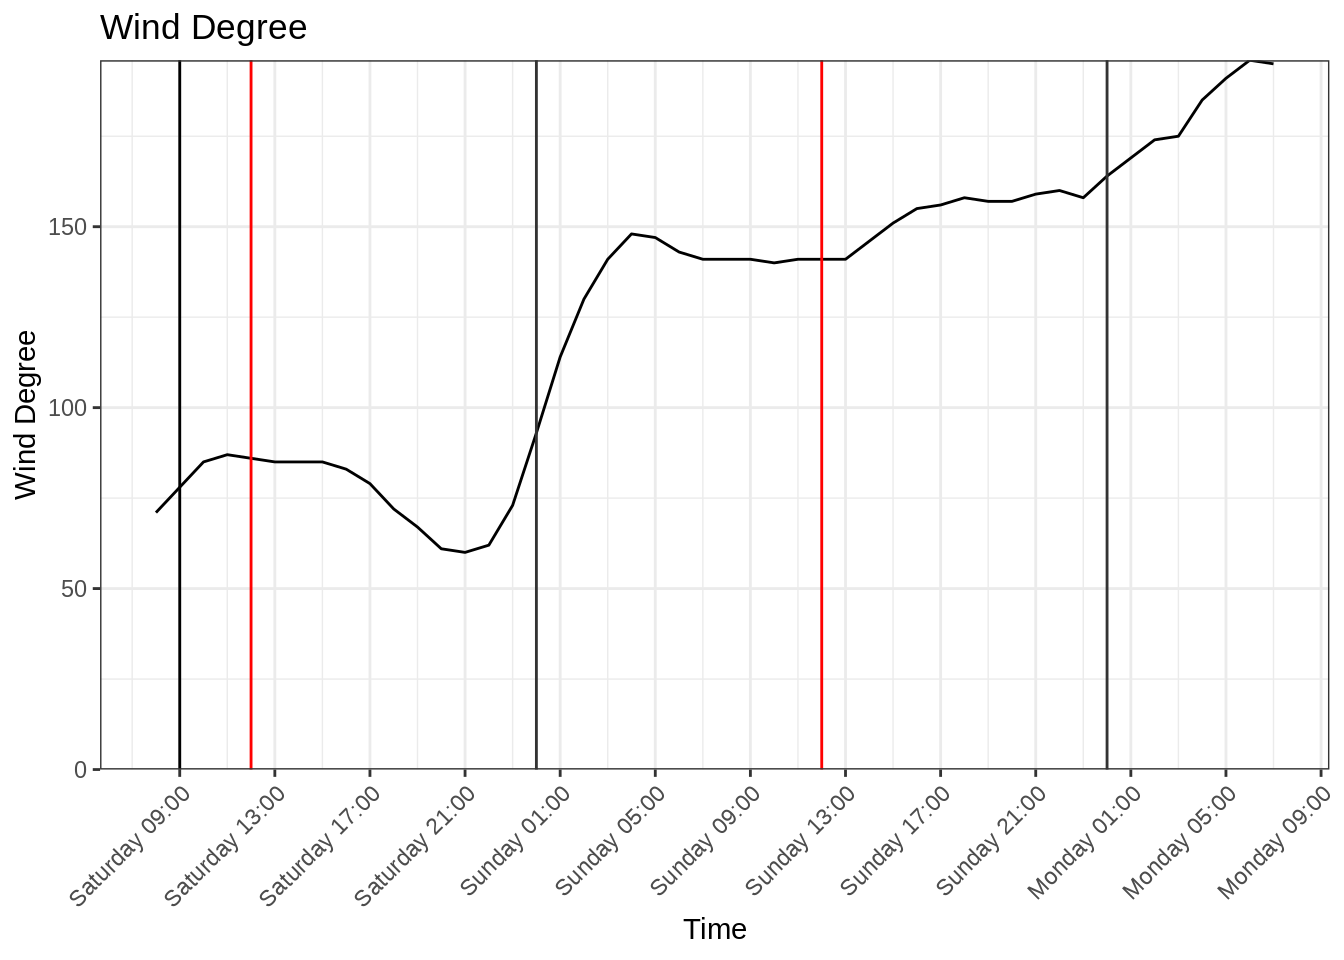 Wind Degree
Wind Degree
150
100
50
0
Saturday 09:00
Saturday 13:00
Saturday 17:00
Saturday 21:00
Sunday 01:00
Sunday 05:00
Sunday 09:00
Sunday 13:00
Sunday 17:00
Sunday 21:00
Monday 01:00
Monday 05:00
Monday 09:00
Time